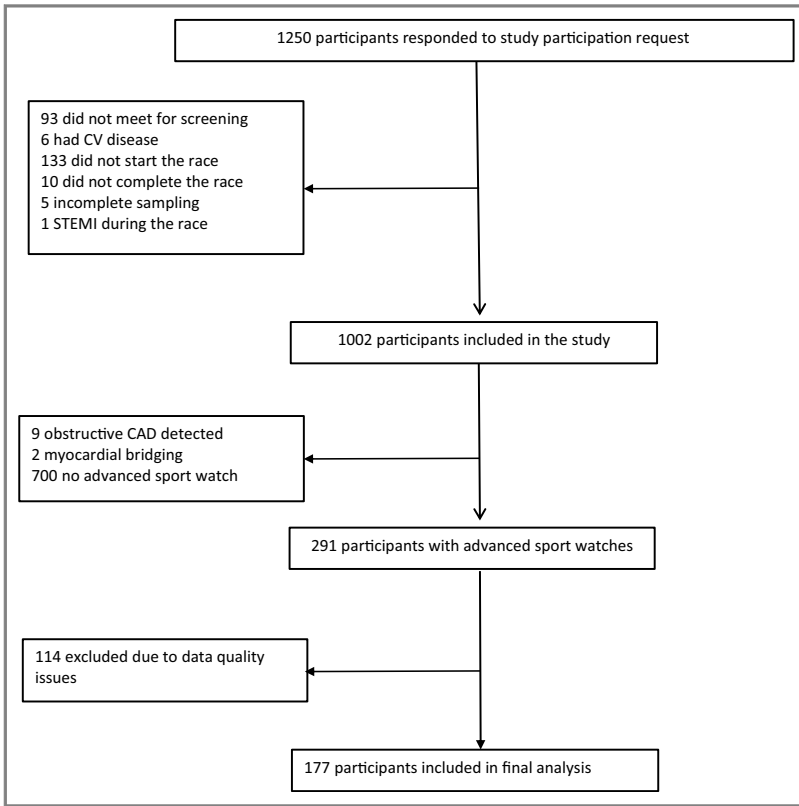 1250 participants responded to study participation request
93 did not meet for screening
6 had CV disease
133 did not start the race
10 did not complete the race
5 incomplete sampling
1 STEMI during the race
1002 participants included in the study
9 obstructive CAD detected
2 myocardial bridging
700 no advanced sport watch
291 participants with advanced sport watches
114 excluded due to data quality
issues
177 participants included in final analysis